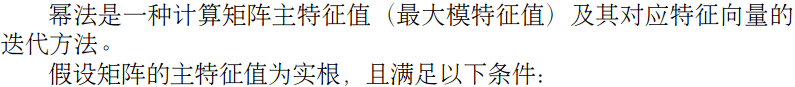 幂法是一种计算矩阵主特征值（最大模特征值）及其对应特征向量的
迭代方法。
假设矩阵的主特征值为实根，且满足以下条件：